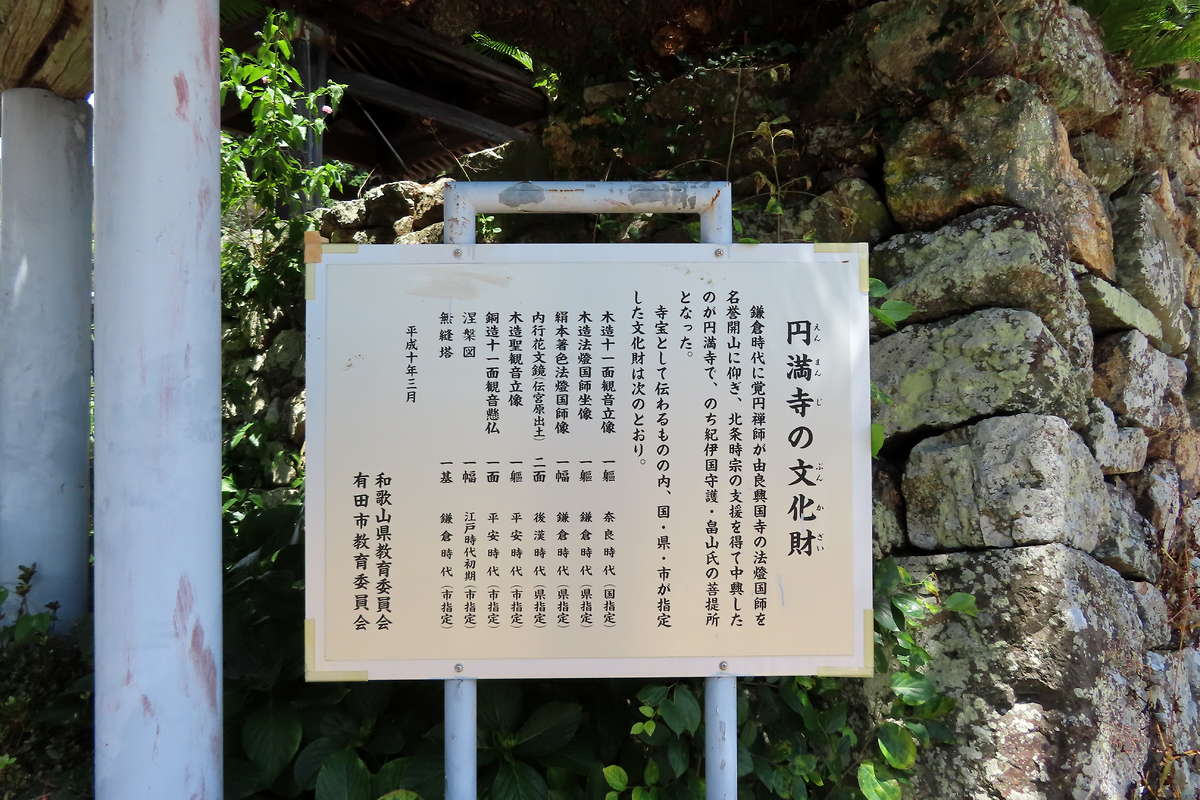 円満寺の文化財
えんまんじ ぶんかざい
鎌倉時代に覚円禅師が由良興国寺の法燈国師を
名誉開山に仰ぎ、北条時宗の支援を得て中興した
のが円満寺で、のち紀伊国守護・畠山氏の菩提所
となった。
寺宝として伝わるものの内、国・県・市が指定
した文化財は次のとおり。
木造十一面観音立像 一軀 奈良時代(国指定)
木造法燈国師坐像 一軀 鎌倉時代(県指定)
絹本著色法燈国師像 一幅 鎌倉時代(県指定)
内行花文鏡(伝宮原出土) 二面 後漢時代(県指定)
木造聖観音立像 一軀 平安時代(市指定)
銅造十一面観音懸仏 一面 平安時代(市指定)
涅槃図 一幅 江戸時代初期(市指定)
無縫塔 一基 鎌倉時代(市指定)
平成十年三月
和歌山県教育委員会
有田市教育委員会